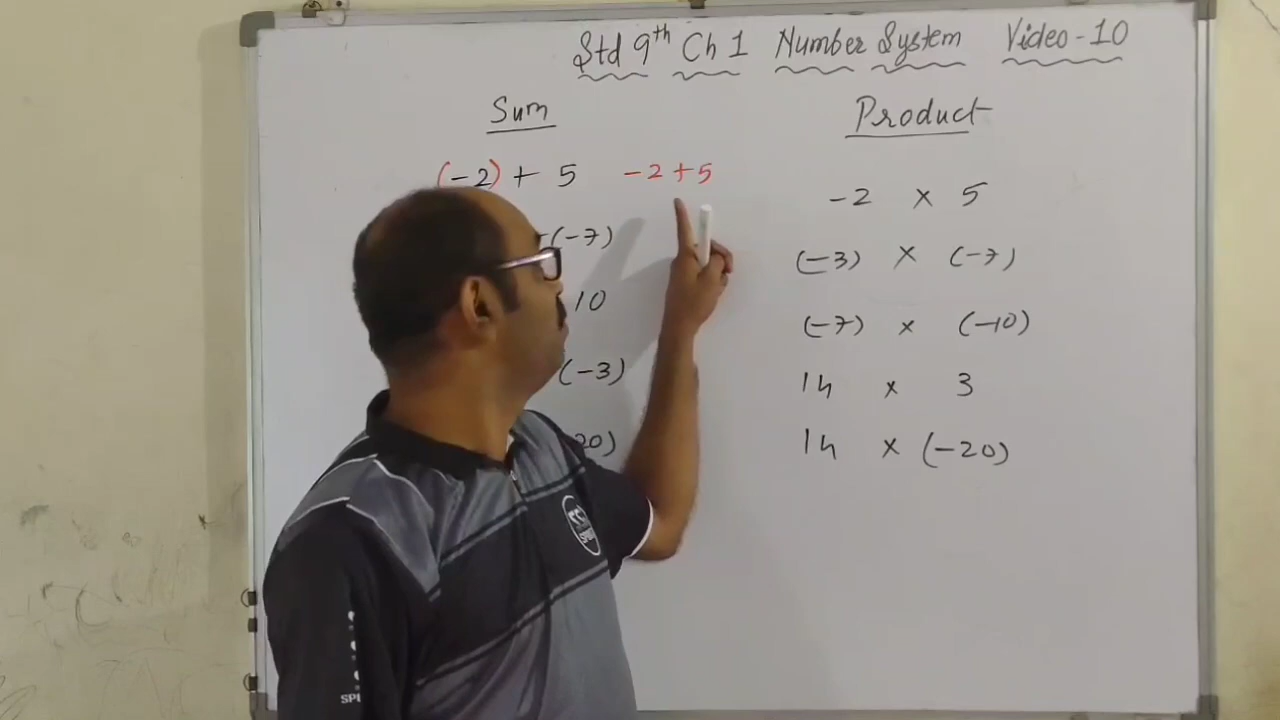 Std 9th Ch 1 Number System Video-10
Sum
(-2) + 5 -2+5
(-7)
10
(-3)
20)
Product
-2 × 5
(-3) × (-7)
(-7) × (-10)
14 × 3
14 × (-20)